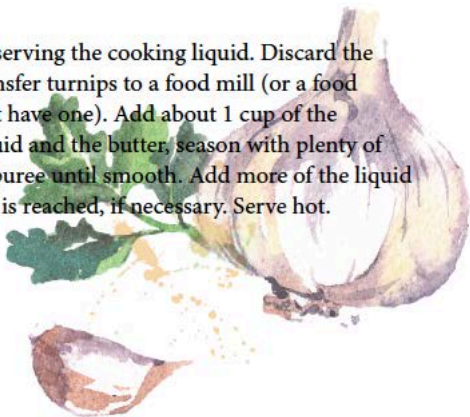 serving the cooking liquid. Discard the
nsfer turnips to a food mill (or a food
t have one). Add about 1 cup of the
uid and the butter, season with plenty of
puree until smooth. Add more of the liquid
is reached, if necessary. Serve hot.